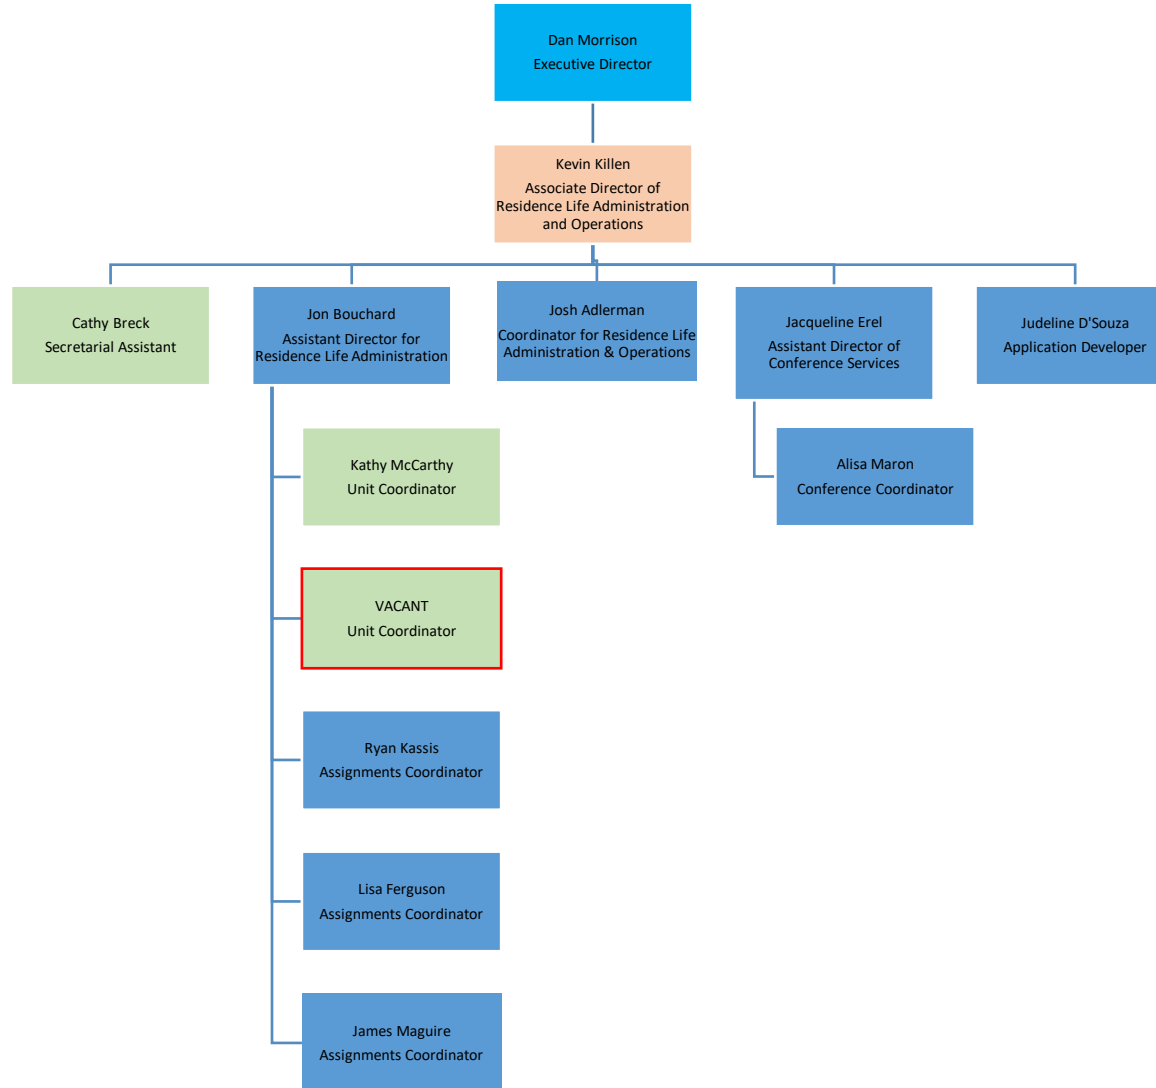 Dan Morrison
Executive Director
Kevin Killen
Associate Director of
Residence Life Administration
and Operations
Cathy Breck
Secretarial Assistant
Jon Bouchard
Assistant Director for
Residence Life Administration
Josh Adlerman
Coordinator for Residence Life
Administration & Operations
Jacqueline Erel
Assistant Director of
Conference Services
Judeline D'Souza
Application Developer
Kathy McCarthy
Unit Coordinator
Alisa Maron
Conference Coordinator
VACANT
Unit Coordinator
Ryan Kassis
Assignments Coordinator
Lisa Ferguson
Assignments Coordinator
James Maguire
Assignments Coordinator